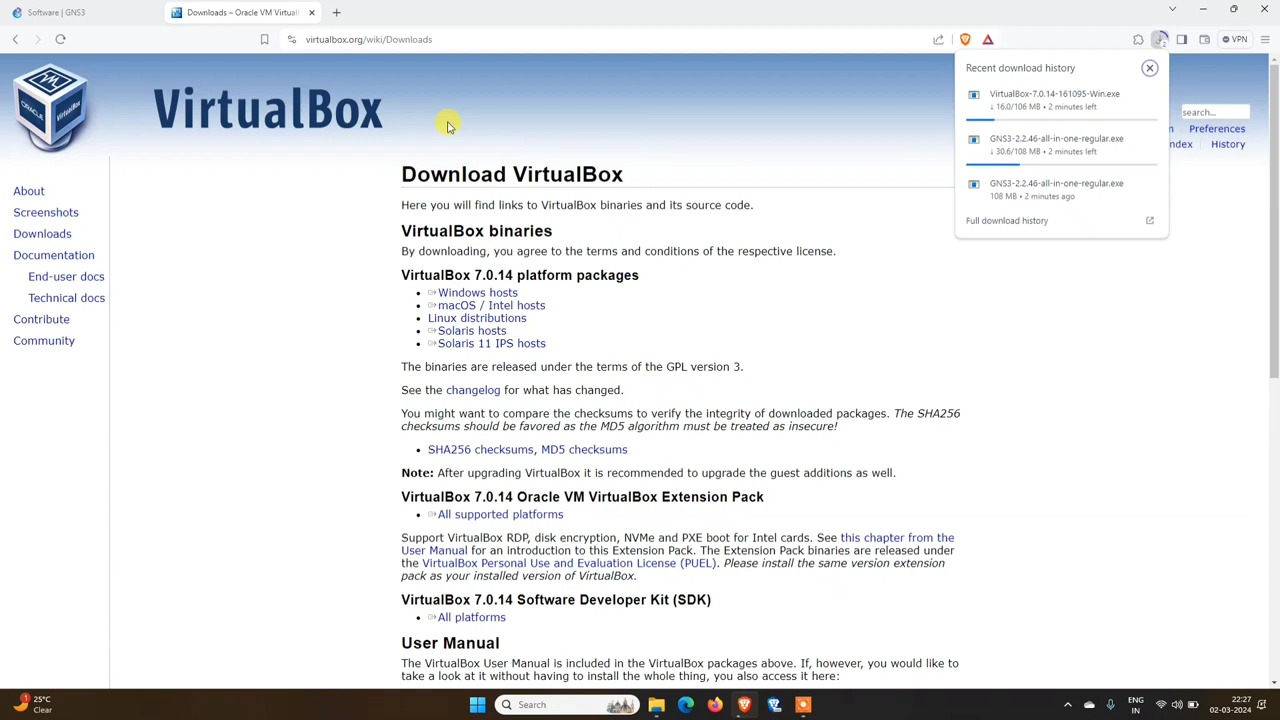 Software | GNS3
Downloads – Oracle VM Virtual
virtualbox.org/wiki/Downloads
VPN
Recent download history
VirtualBox-7.0.14-161095-Win.exe
↓ 16.0/106 MB • 2 minutes left
GNS3-2.2.46-all-in-one-regular.exe
↓ 30.6/108 MB • 2 minutes left
GNS3-2.2.46-all-in-one-regular.exe
108 MB • 2 minutes ago
Full download history
search...
Preferences
History
ORACLE
VM
VirtualBox
VirtualBox
About
Screenshots
Downloads
Documentation
End-user docs
Technical docs
Contribute
Community
Download VirtualBox
Here you will find links to VirtualBox binaries and its source code.
VirtualBox binaries
By downloading, you agree to the terms and conditions of the respective license.
VirtualBox 7.0.14 platform packages
• Windows hosts
• macOS / Intel hosts
• Linux distributions
• Solaris hosts
• Solaris 11 IPS hosts
The binaries are released under the terms of the GPL version 3.
See the changelog for what has changed.
You might want to compare the checksums to verify the integrity of downloaded packages. The SHA256
checksums should be favored as the MD5 algorithm must be treated as insecure!
• SHA256 checksums, MD5 checksums
Note: After upgrading VirtualBox it is recommended to upgrade the guest additions as well.
VirtualBox 7.0.14 Oracle VM VirtualBox Extension Pack
• All supported platforms
Support VirtualBox RDP, disk encryption, NVMe and PXE boot for Intel cards. See this chapter from the
User Manual for an introduction to this Extension Pack. The Extension Pack binaries are released under
the VirtualBox Personal Use and Evaluation License (PUEL). Please install the same version extension
pack as your installed version of VirtualBox.
VirtualBox 7.0.14 Software Developer Kit (SDK)
• All platforms
User Manual
The VirtualBox User Manual is included in the VirtualBox packages above. If, however, you would like to
take a look at it without having to install the whole thing, you also access it here:
1
25°C
Clear
Search
ENG
IN
22:27
02-03-2024